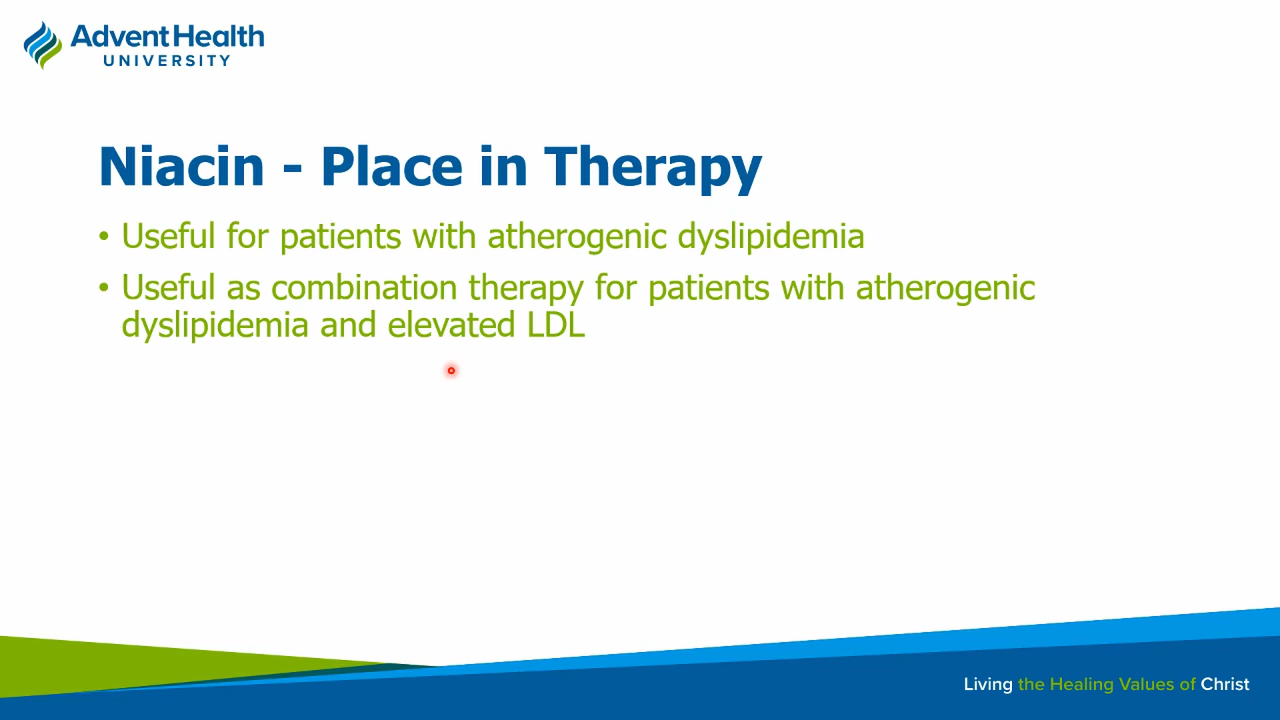 AdventHealth
UNIVERSITY
Niacin - Place in Therapy
• Useful for patients with atherogenic dyslipidemia
• Useful as combination therapy for patients with atherogenic
dyslipidemia and elevated LDL
Living the Healing Values of Christ